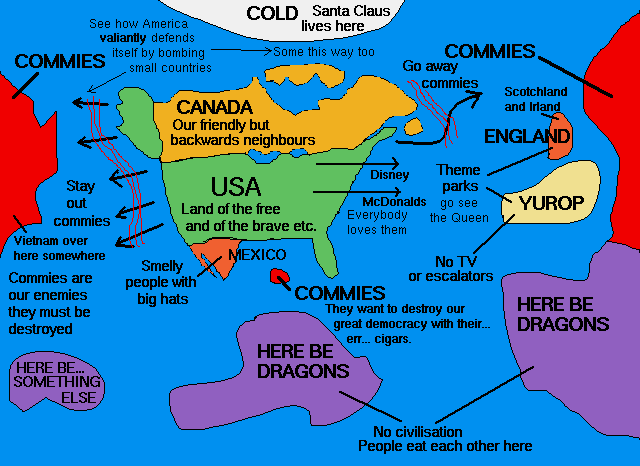 COLD
Santa Claus
lives here
See how America
valiantly defends
itself by bombing
small countries
Some this way too
COMMIES
Go away
commies
COMMIES
Scotchland
and Irland
ENGLAND
CANADA
Our friendly but
backwards neighbours
USA
Land of the free
and of the brave etc.
Disney
McDonalds
Everybody
loves them
Theme
parks
go see
the Queen
YUROP
No TV
or escalators
Stay
out
commies
Vietnam over
here somewhere
Commies are
our enemies
they must be
destroyed
Smelly
people with
big hats
MEXICO
COMMIES
They want to destroy our
great democracy with their...
err... cigars.
HERE BE
DRAGONS
HERE BE
DRAGONS
HERE BE...
SOMETHING
ELSE
No civilisation
People eat each other here